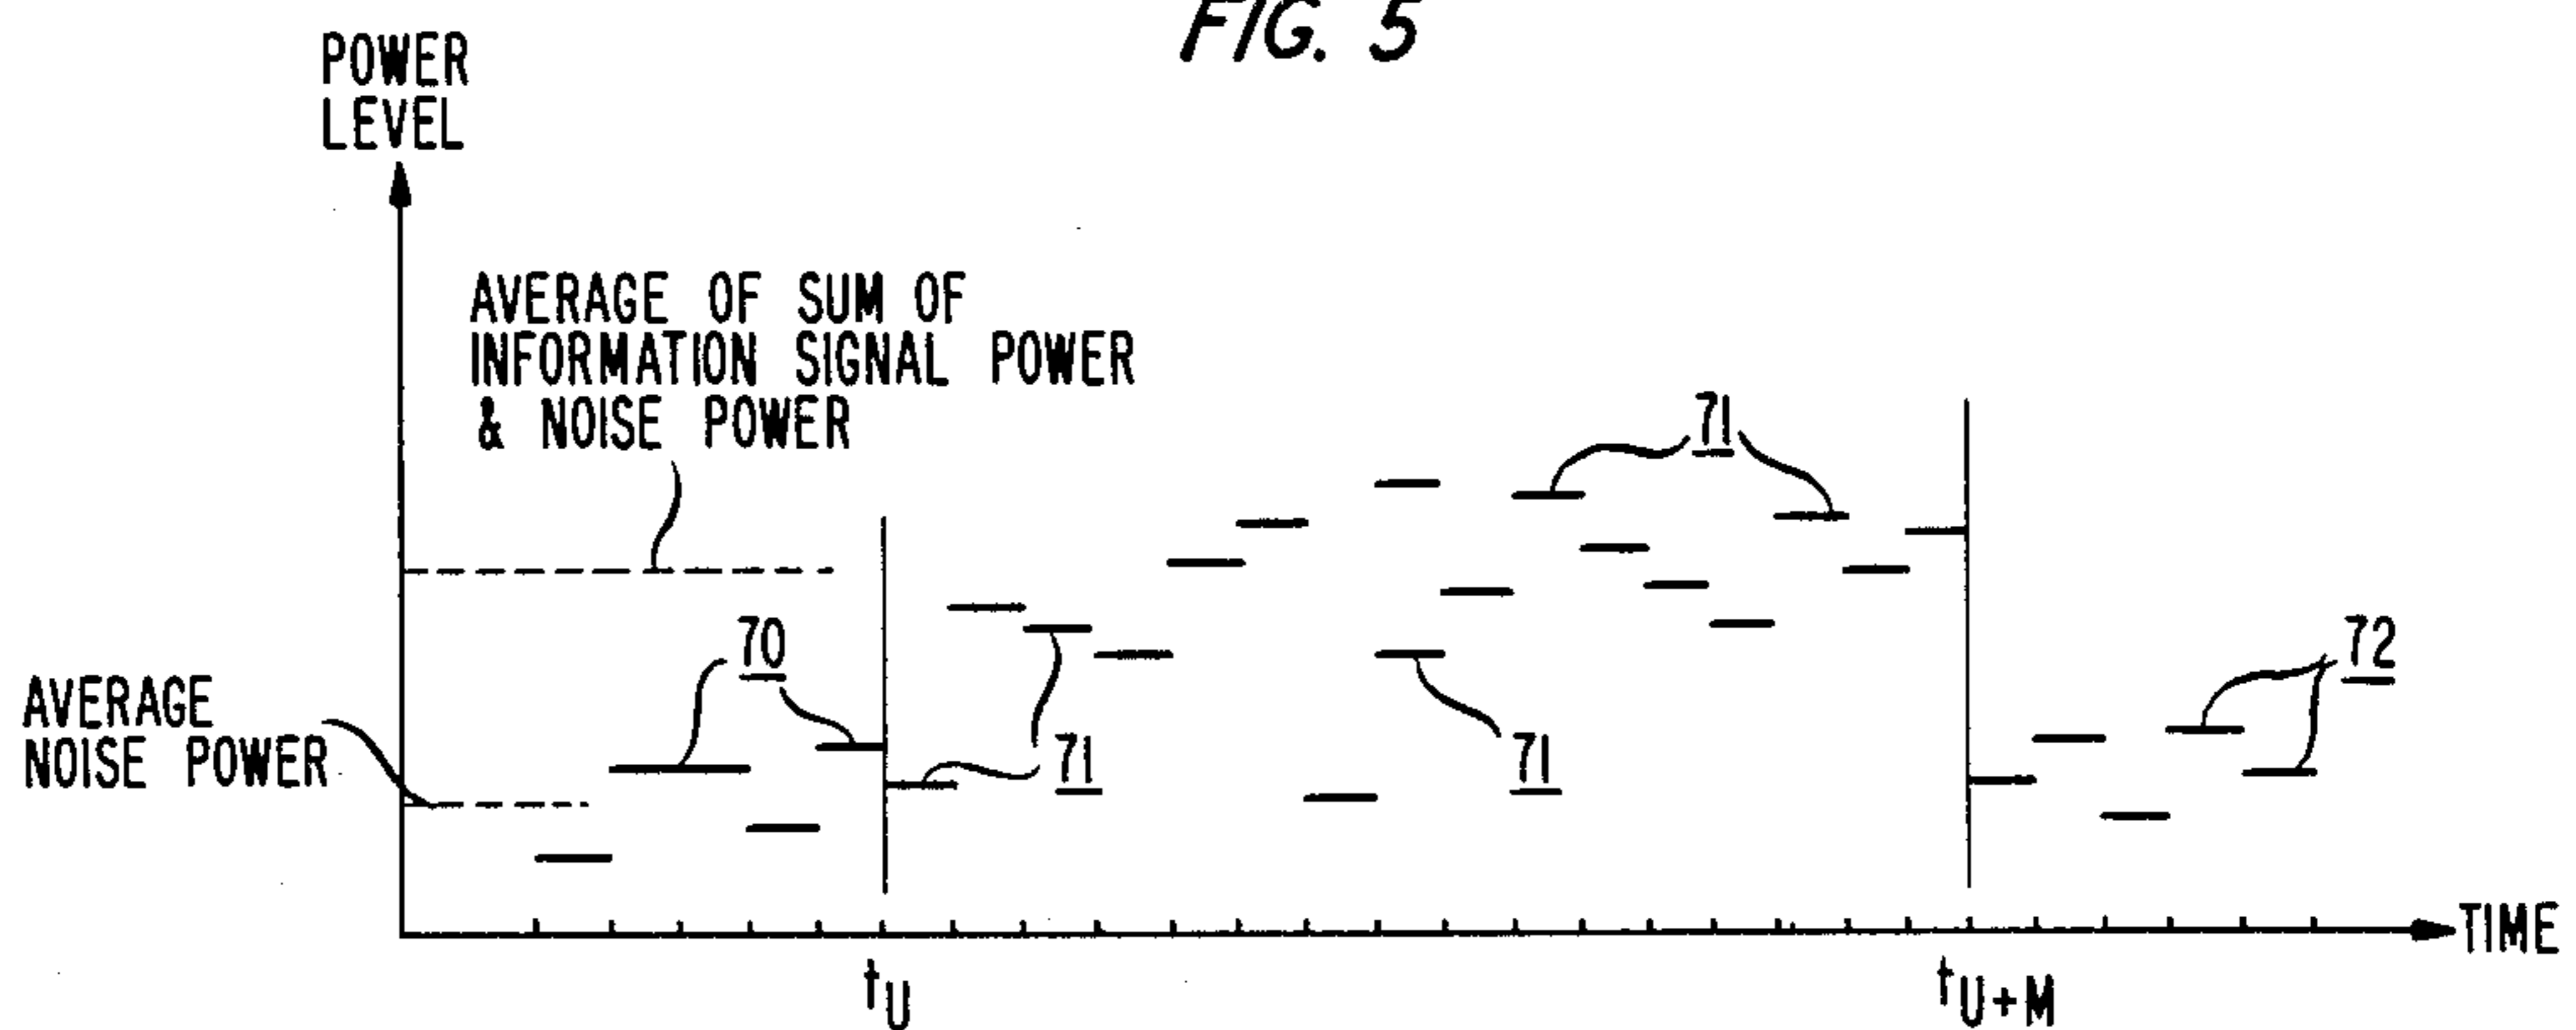 FIG. 5
POWER
LEVEL
AVERAGE OF SUM OF
INFORMATION SIGNAL POWER
& NOISE POWER
71
70
72
AVERAGE
NOISE POWER
71
71
TIME
tU
tU+M